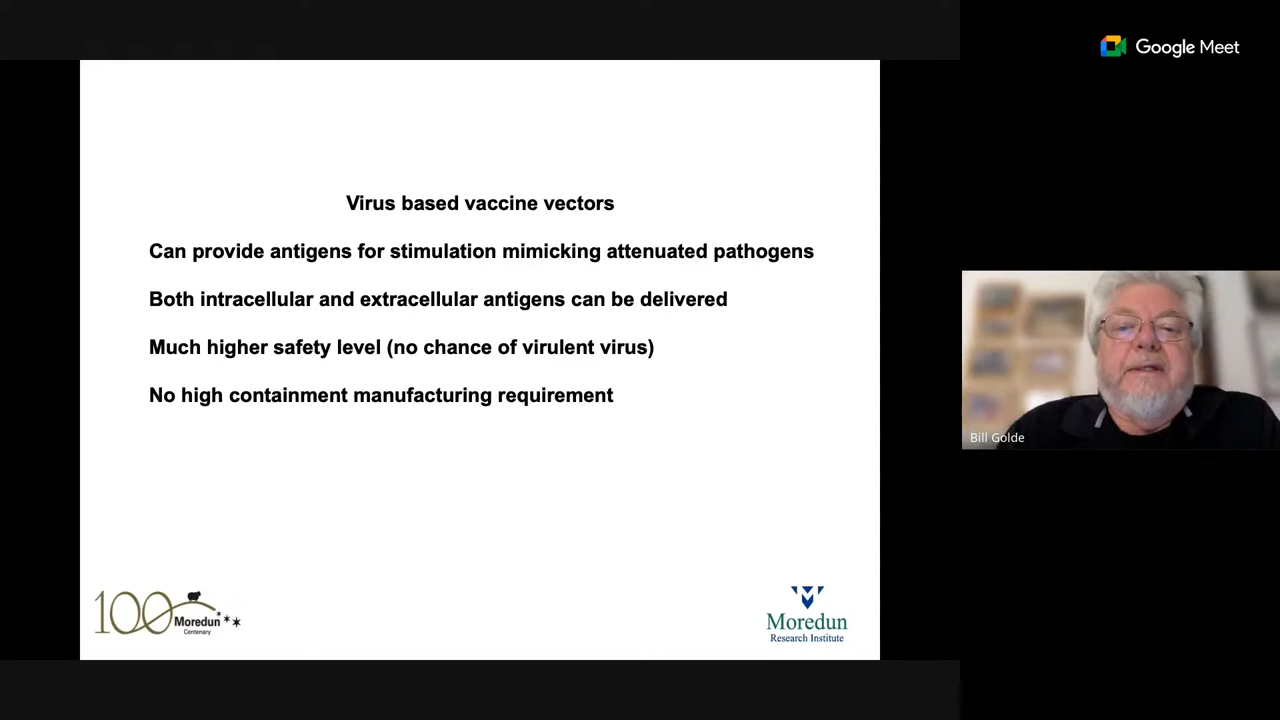 Google Meet
Virus based vaccine vectors
Can provide antigens for stimulation mimicking attenuated pathogens
Both intracellular and extracellular antigens can be delivered
Much higher safety level (no chance of virulent virus)
No high containment manufacturing requirement
Bill Golde
100
Moredun
Centenary
Moredun
Research Institute